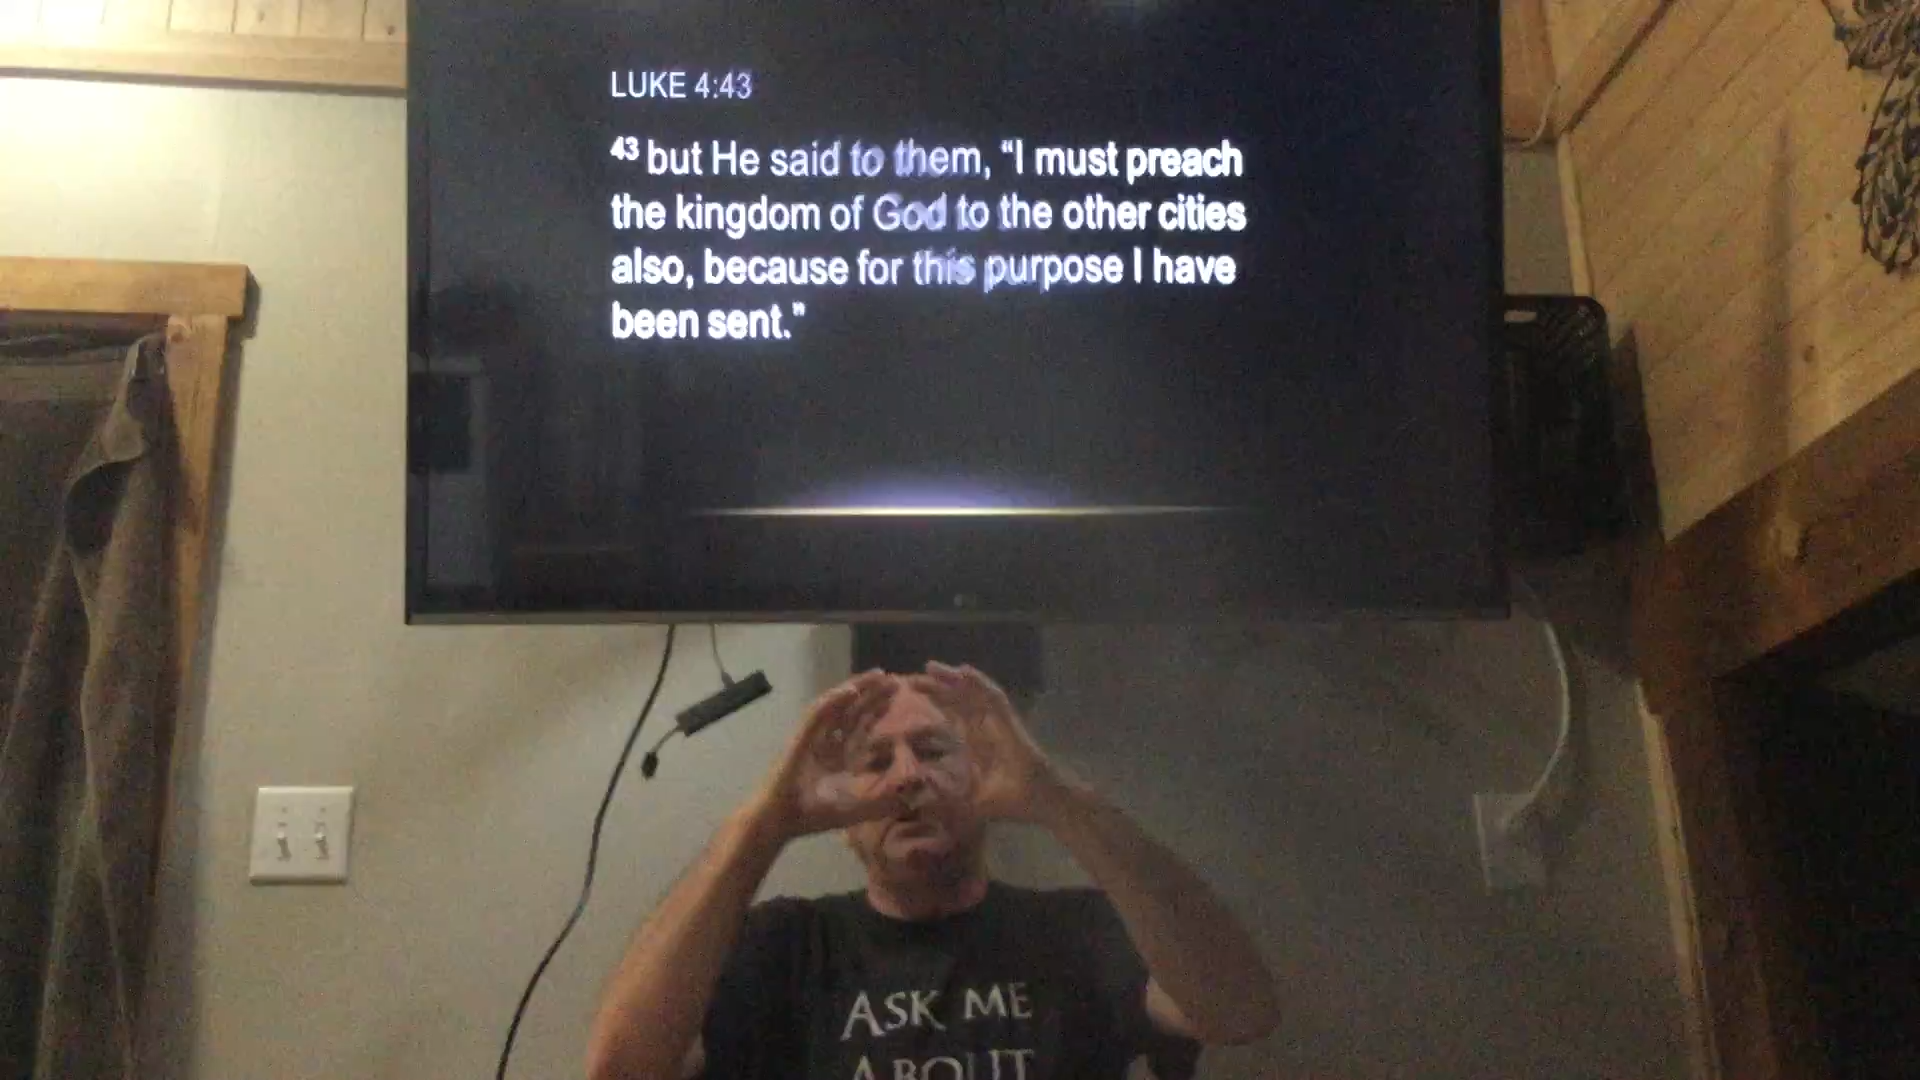 LUKE 4:43
43 but He said to them, “I must preach
the kingdom of God to the other cities
also, because for this purpose I have
been sent.”
ASK ME
ABOUT